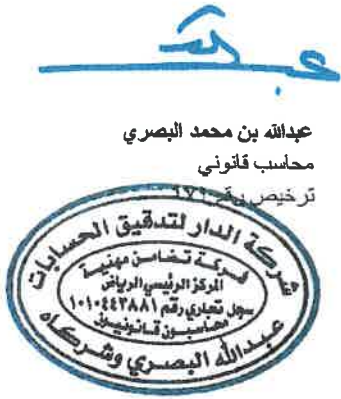 عبدالله بن محمد البصري
محاسب قانوني
ترخيص رقم ١٧١
شركة الدار لتدقيق الحسابات
شركة تضامن مهنية
المركز الرئيسي الرياض
سجل تجاري رقم ١٠١٠٤٤٣٨٨١
محاسبون قانونيون
عبدالله البصري وشركاه